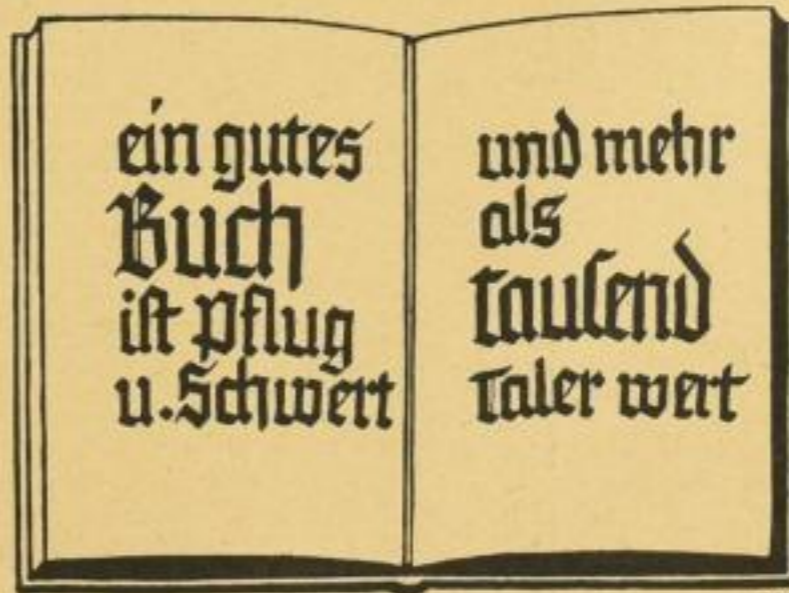 ein gutes
Buch
ist Pflug
u. Schwert
und mehr
als
tausend
Taler wert